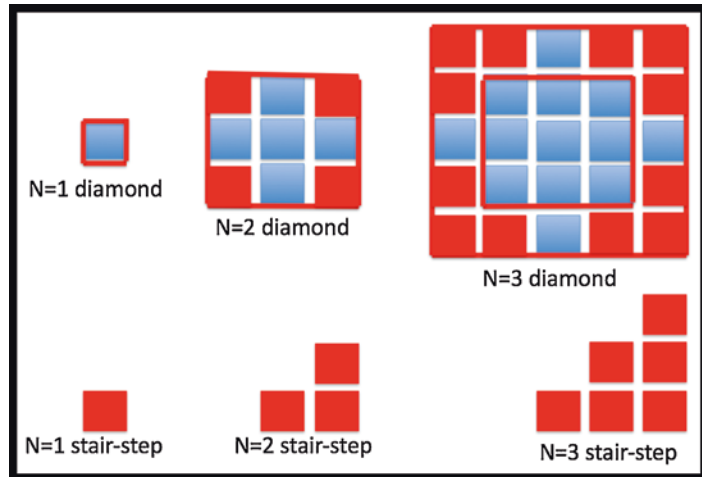 N=1 diamond
N=2 diamond
N=3 diamond
N=1 stair-step
N=2 stair-step
N=3 stair-step